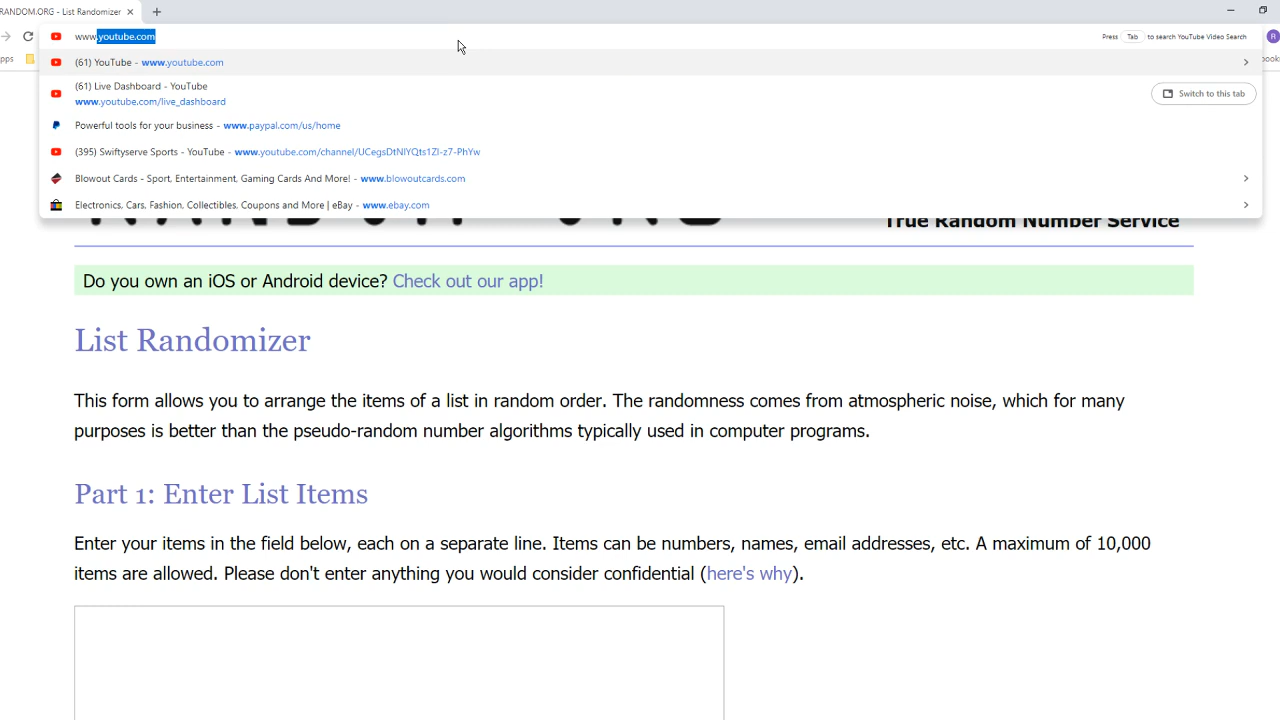 RANDOM.ORG - List Randomizer
www.youtube.com
Press Tab to search YouTube Video Search
R
(61) YouTube - www.youtube.com
(61) Live Dashboard - YouTube
www.youtube.com/live_dashboard
Switch to this tab
Powerful tools for your business - www.paypal.com/us/home
(395) Swiftyserve Sports - YouTube - www.youtube.com/channel/UCegsDtNlYQts1Zl-z7-PhYw
Blowout Cards - Sport, Entertainment, Gaming Cards And More! - www.blowoutcards.com
Electronics, Cars, Fashion, Collectibles, Coupons and More | eBay - www.ebay.com
True Random Number Service
Do you own an iOS or Android device? Check out our app!
List Randomizer
This form allows you to arrange the items of a list in random order. The randomness comes from atmospheric noise, which for many
purposes is better than the pseudo-random number algorithms typically used in computer programs.
Part 1: Enter List Items
Enter your items in the field below, each on a separate line. Items can be numbers, names, email addresses, etc. A maximum of 10,000
items are allowed. Please don't enter anything you would consider confidential (here's why).